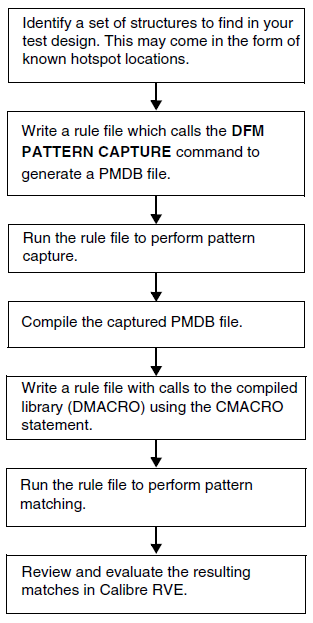 Identify a set of structures to find in your
test design. This may come in the form of
known hotspot locations.
Write a rule file which calls the DFM
PATTERN CAPTURE command to
generate a PMDB file.
Run the rule file to perform pattern
capture.
Compile the captured PMDB file.
Write a rule file with calls to the compiled
library (DMACRO) using the CMACRO
statement.
Run the rule file to perform pattern
matching.
Review and evaluate the resulting
matches in Calibre RVE.